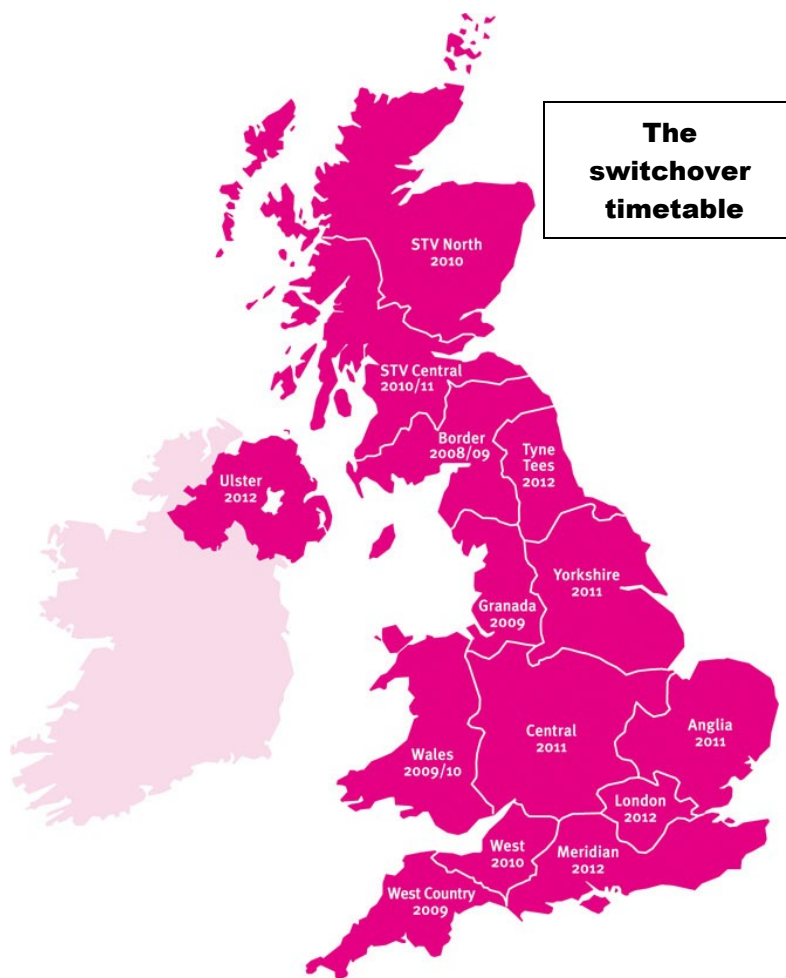 The
switchover
timetable
STV North
2010
STV Central
2010/11
Border
2008/09
Tyne
Tees
2012
Ulster
2012
Yorkshire
2011
Granada
2009
Central
2011
Anglia
2011
Wales
2009/10
London
2012
West
2010
Meridian
2012
West Country
2009